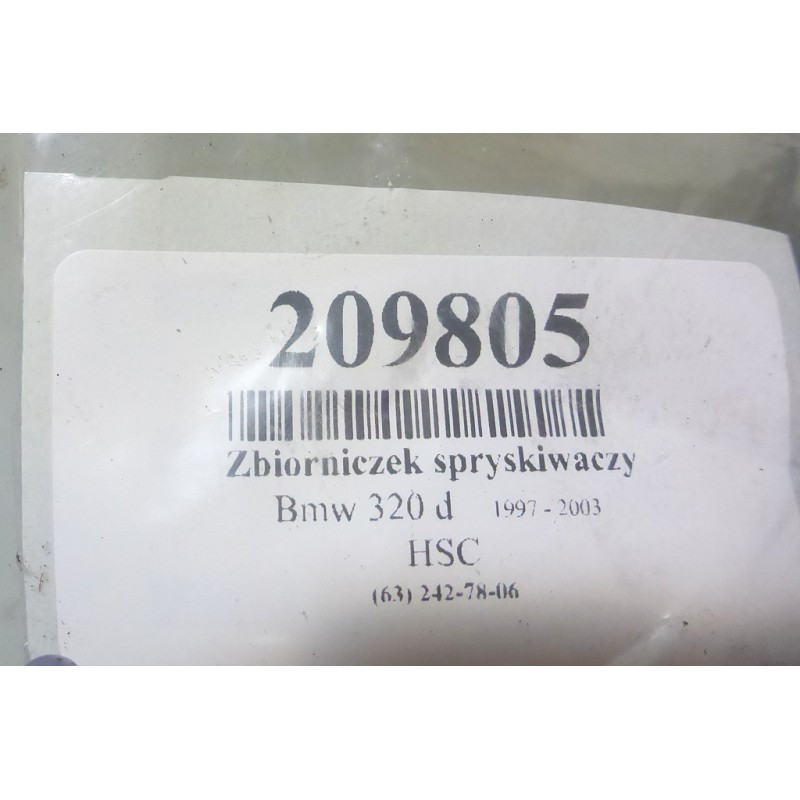 209805
Zbiorniczek spryskiwaczy
Bmw 320 d 1997 - 2003
HSC
(63) 242-78-06